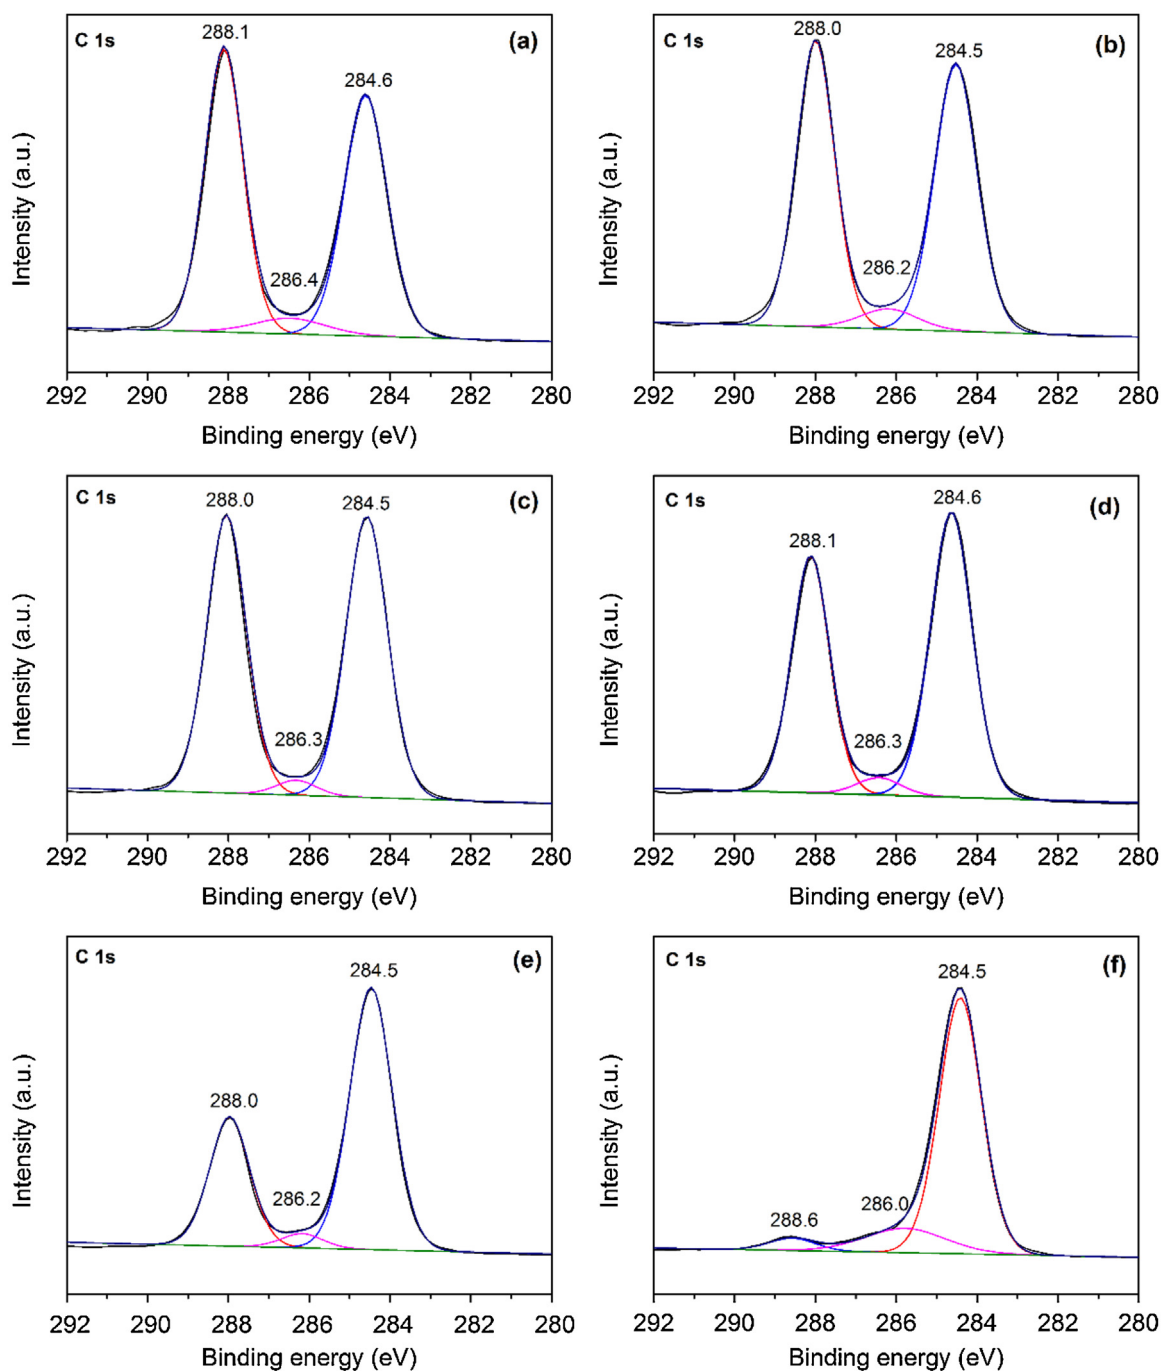 C 1s
288.1
(a)
284.6
286.4
Intensity (a.u.)
292 290 288 286 284 282 280
Binding energy (eV)
C 1s
288.0
(b)
284.5
286.2
Intensity (a.u.)
292 290 288 286 284 282 280
Binding energy (eV)
C 1s
288.0
284.5
(c)
286.3
Intensity (a.u.)
292 290 288 286 284 282 280
Binding energy (eV)
C 1s
284.6
(d)
288.1
286.3
Intensity (a.u.)
292 290 288 286 284 282 280
Binding energy (eV)
C 1s
(e)
284.5
288.0
286.2
Intensity (a.u.)
292 290 288 286 284 282 280
Binding energy (eV)
C 1s
(f)
284.5
286.0
288.6
Intensity (a.u.)
292 290 288 286 284 282 280
Binding energy (eV)